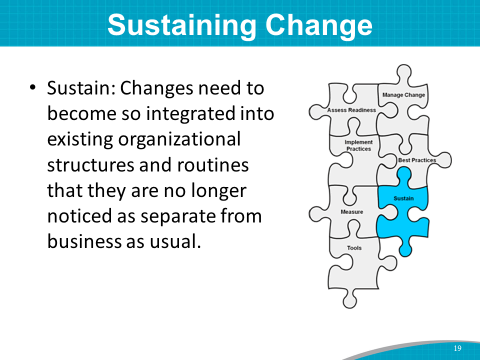 Sustaining Change
• Sustain: Changes need to
become so integrated into
existing organizational
structures and routines
that they are no longer
noticed as separate from
business as usual.
Manage Change
Assess Readiness
Implement
Practices
Best Practices
Sustain
Measure
Tools
19